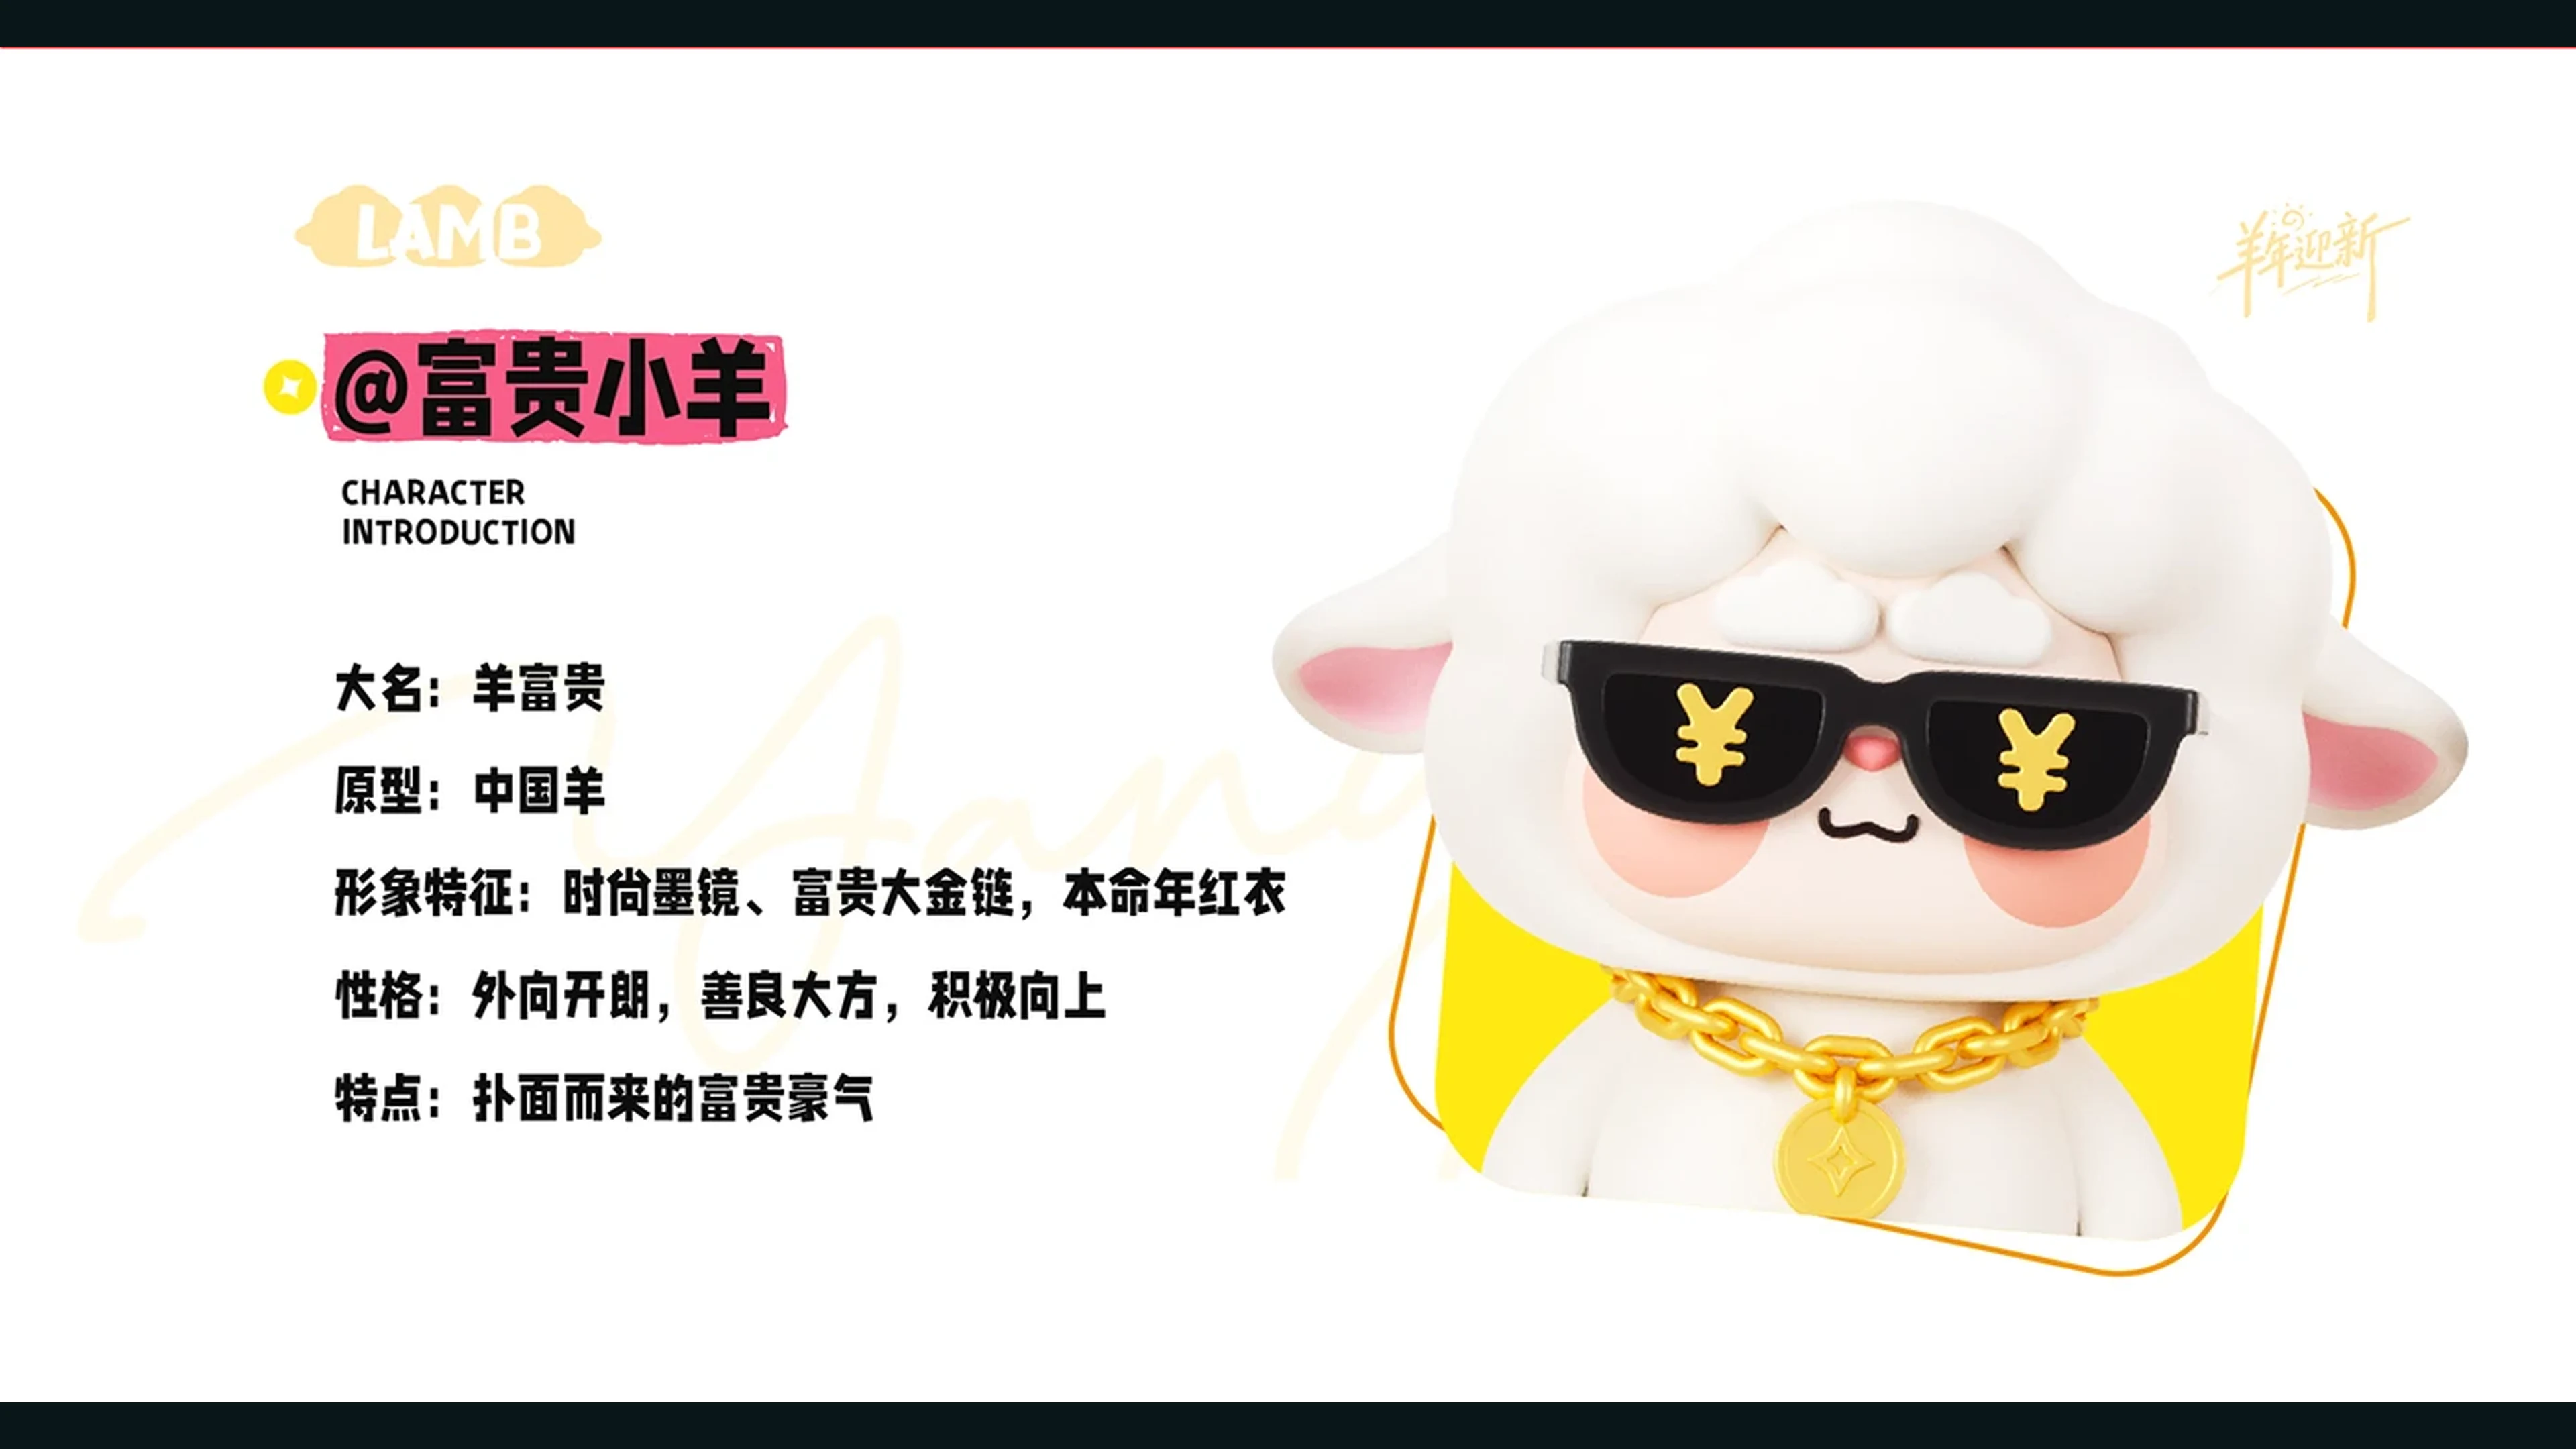 LAMB
羊年迎新
@富贵小羊
CHARACTER
INTRODUCTION
大名：羊富贵
原型：中国羊
形象特征：时尚墨镜、富贵大金链，本命年红衣
性格：外向开朗，善良大方，积极向上
特点：扑面而来的富贵豪气
Yang
¥ ¥